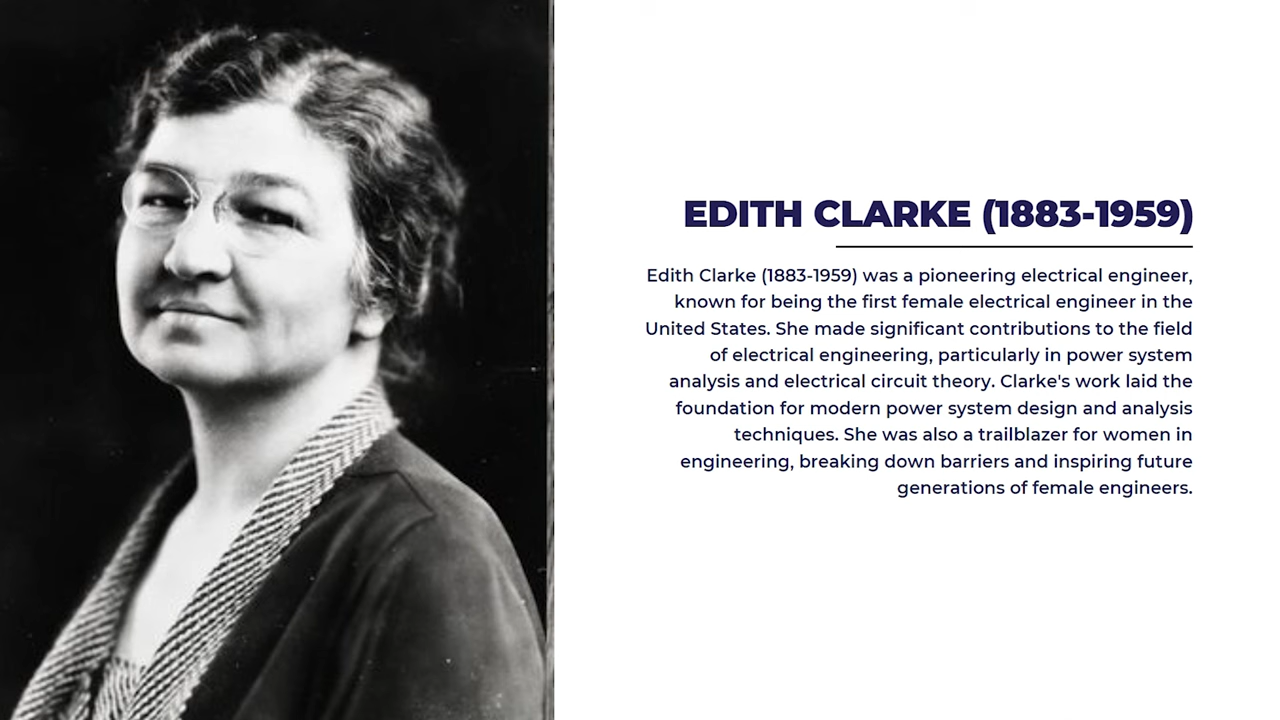 EDITH CLARKE (1883-1959)
Edith Clarke (1883-1959) was a pioneering electrical engineer,
known for being the first female electrical engineer in the
United States. She made significant contributions to the field
of electrical engineering, particularly in power system
analysis and electrical circuit theory. Clarke's work laid the
foundation for modern power system design and analysis
techniques. She was also a trailblazer for women in
engineering, breaking down barriers and inspiring future
generations of female engineers.